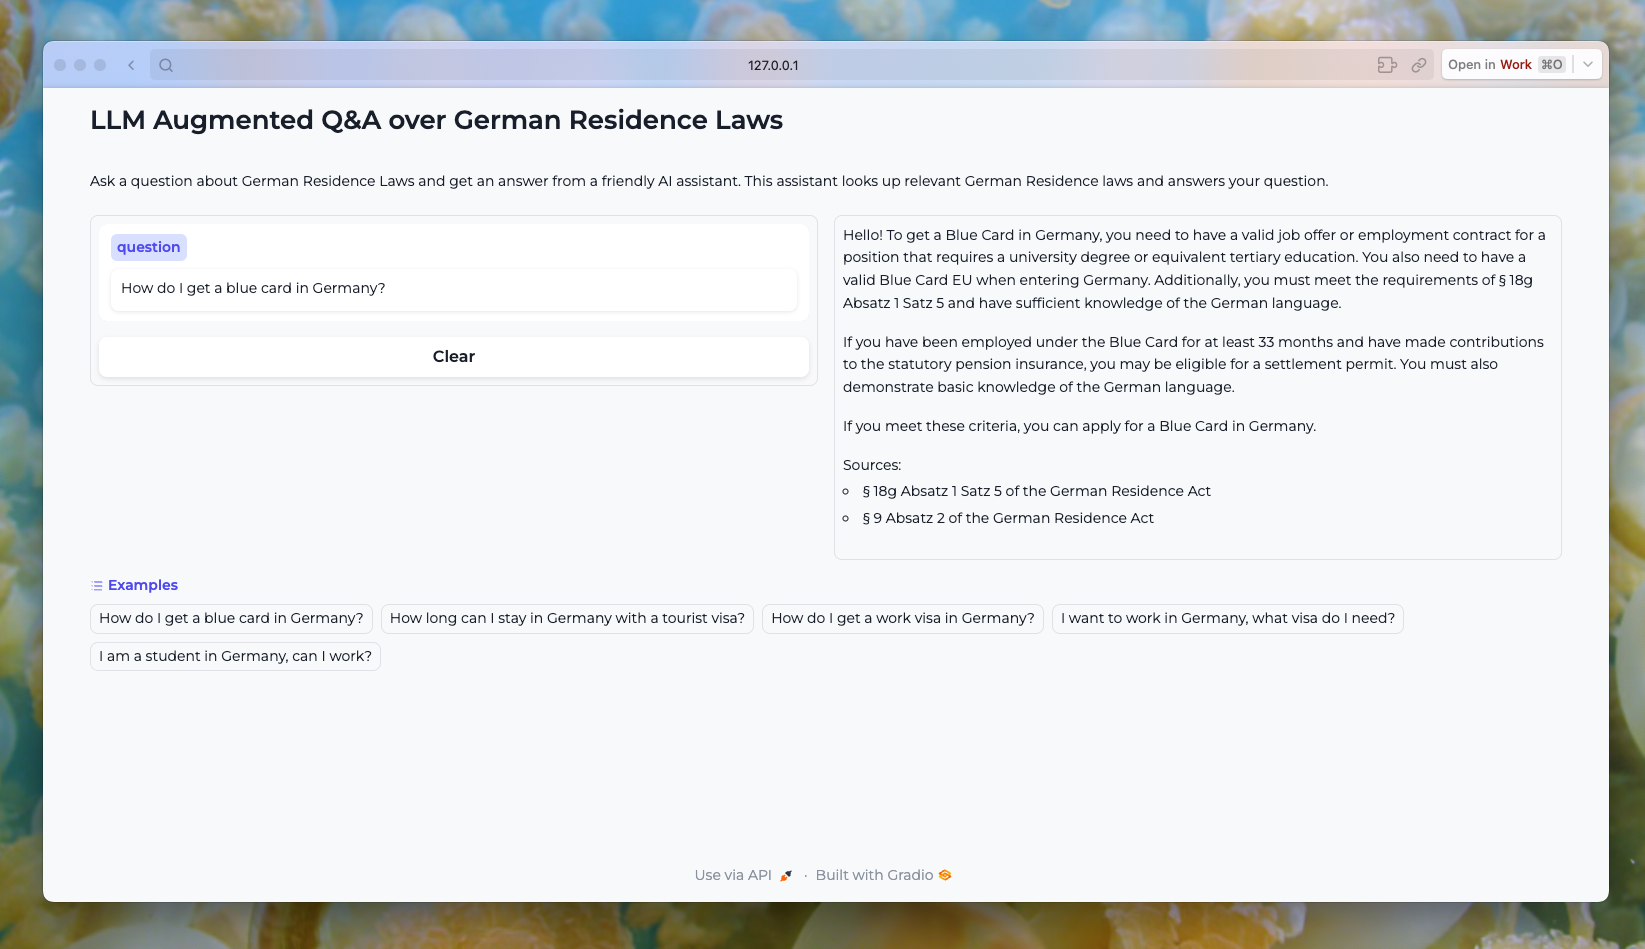 127.0.0.1
Open in Work ⌘O
LLM Augmented Q&A over German Residence Laws
Ask a question about German Residence Laws and get an answer from a friendly AI assistant. This assistant looks up relevant German Residence laws and answers your question.
question
How do I get a blue card in Germany?
Clear
Hello! To get a Blue Card in Germany, you need to have a valid job offer or employment contract for a
position that requires a university degree or equivalent tertiary education. You also need to have a
valid Blue Card EU when entering Germany. Additionally, you must meet the requirements of § 18g
Absatz 1 Satz 5 and have sufficient knowledge of the German language.
If you have been employed under the Blue Card for at least 33 months and have made contributions
to the statutory pension insurance, you may be eligible for a settlement permit. You must also
demonstrate basic knowledge of the German language.
If you meet these criteria, you can apply for a Blue Card in Germany.
Sources:
§ 18g Absatz 1 Satz 5 of the German Residence Act
§ 9 Absatz 2 of the German Residence Act
Examples
How do I get a blue card in Germany?
How long can I stay in Germany with a tourist visa?
How do I get a work visa in Germany?
I want to work in Germany, what visa do I need?
I am a student in Germany, can I work?
Use via API · Built with Gradio